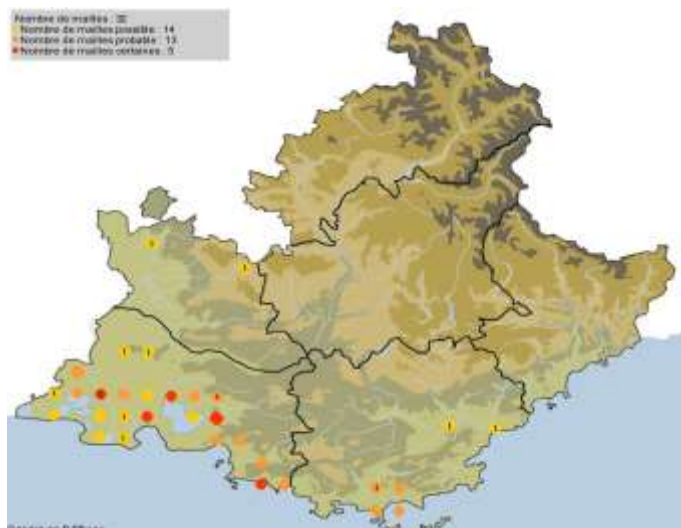 Nombre de mailles : 32
Nombre de mailles possible : 14
Nombre de mailles probable : 13
Nombre de mailles certaines : 5